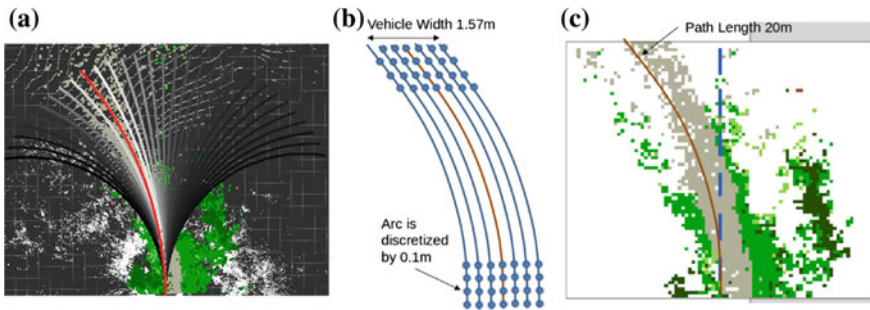 (a)
(b)
Vehicle Width 1.57m
Arc is
discretized
by 0.1m
(c)
Path Length 20m